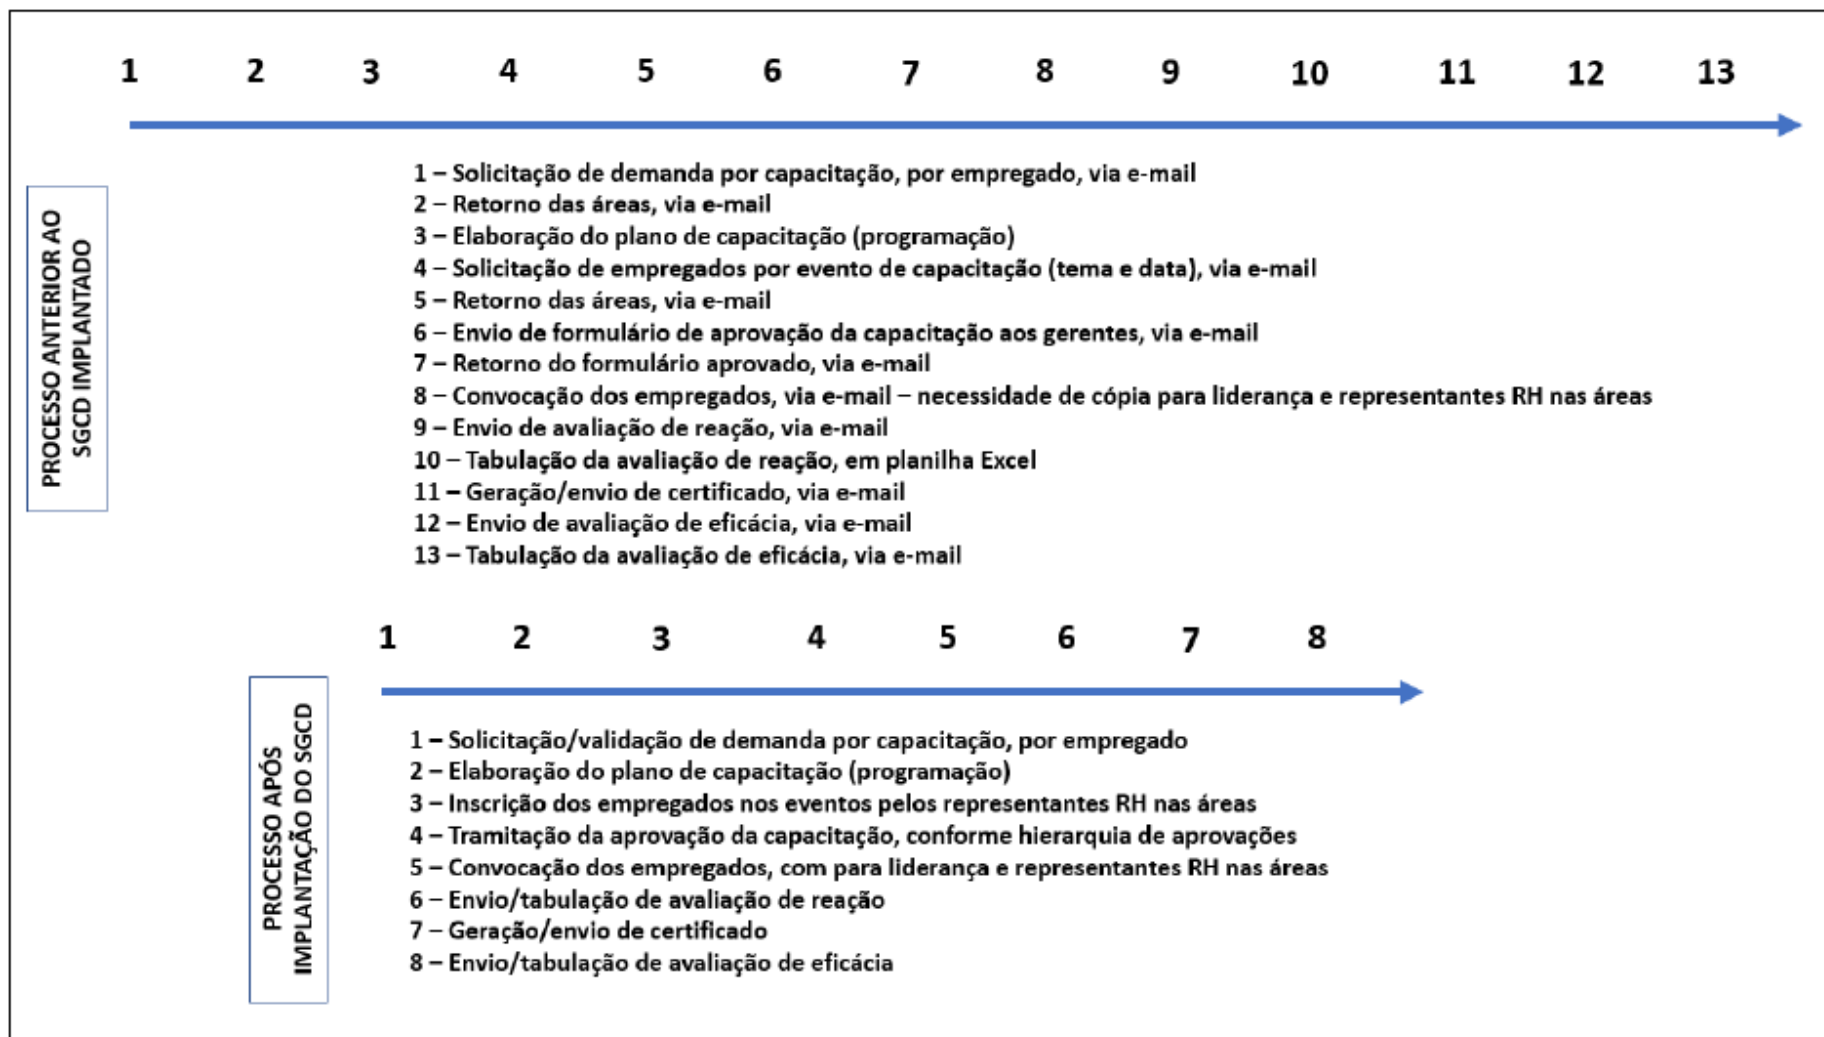 1 2 3 4 5 6 7 8 9 10 11 12 13
PROCESSO ANTERIOR AO
SGCD IMPLANTADO
1 – Solicitação de demanda por capacitação, por empregado, via e-mail
2 – Retorno das áreas, via e-mail
3 – Elaboração do plano de capacitação (programação)
4 – Solicitação de empregados por evento de capacitação (tema e data), via e-mail
5 – Retorno das áreas, via e-mail
6 – Envio de formulário de aprovação da capacitação aos gerentes, via e-mail
7 – Retorno do formulário aprovado, via e-mail
8 – Convocação dos empregados, via e-mail – necessidade de cópia para liderança e representantes RH nas áreas
9 – Envio de avaliação de reação, via e-mail
10 – Tabulação da avaliação de reação, em planilha Excel
11 – Geração/envio de certificado, via e-mail
12 – Envio de avaliação de eficácia, via e-mail
13 – Tabulação da avaliação de eficácia, via e-mail
1 2 3 4 5 6 7 8
PROCESSO APÓS
IMPLANTAÇÃO DO SGCD
1 – Solicitação/validação de demanda por capacitação, por empregado
2 – Elaboração do plano de capacitação (programação)
3 – Inscrição dos empregados nos eventos pelos representantes RH nas áreas
4 – Tramitação da aprovação da capacitação, conforme hierarquia de aprovações
5 – Convocação dos empregados, com para liderança e representantes RH nas áreas
6 – Envio/tabulação de avaliação de reação
7 – Geração/envio de certificado
8 – Envio/tabulação de avaliação de eficácia